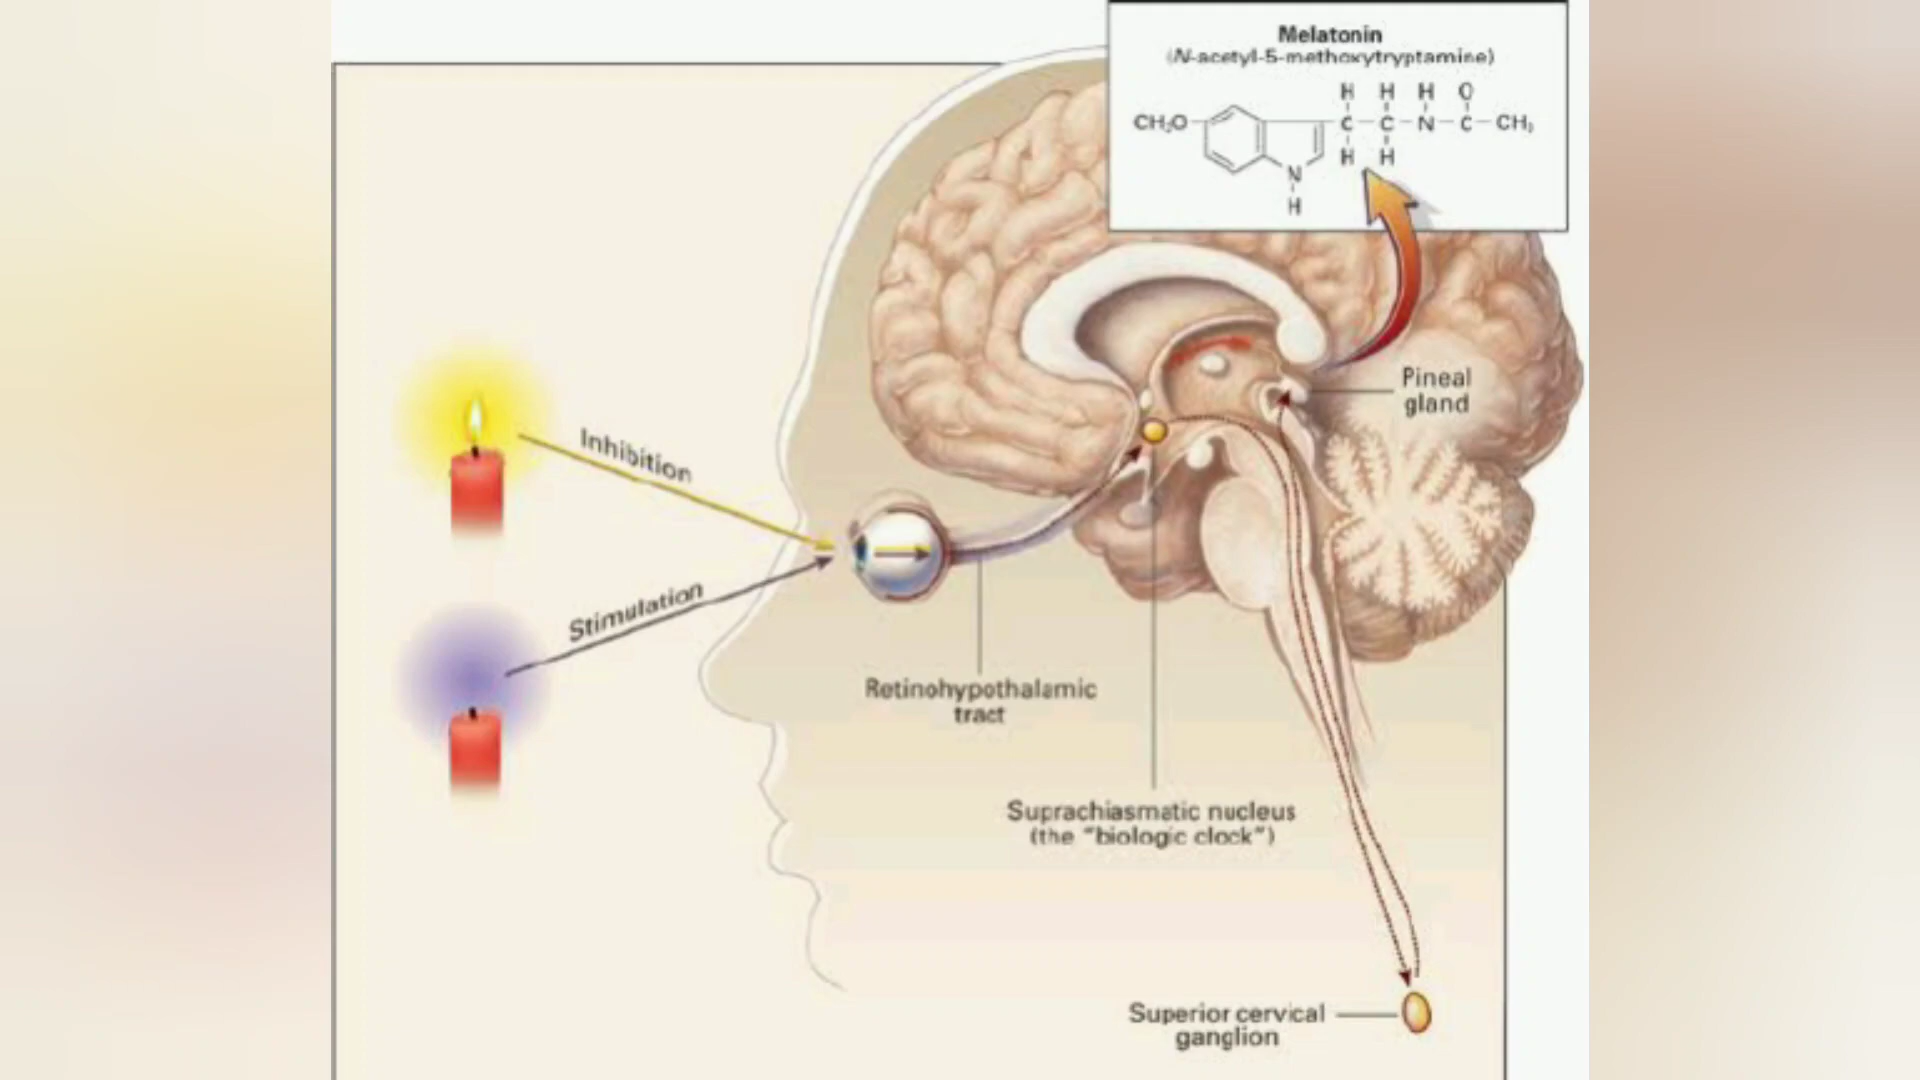 Melatonin
(N-acetyl-5-methoxytryptamine)
H H H O
CH₃O C C N C CH₃
H H
N
H
Pineal
gland
Inhibition
Stimulation
Retinohypothalamic
tract
Suprachiasmatic nucleus
(the “biologic clock”)
Superior cervical
ganglion